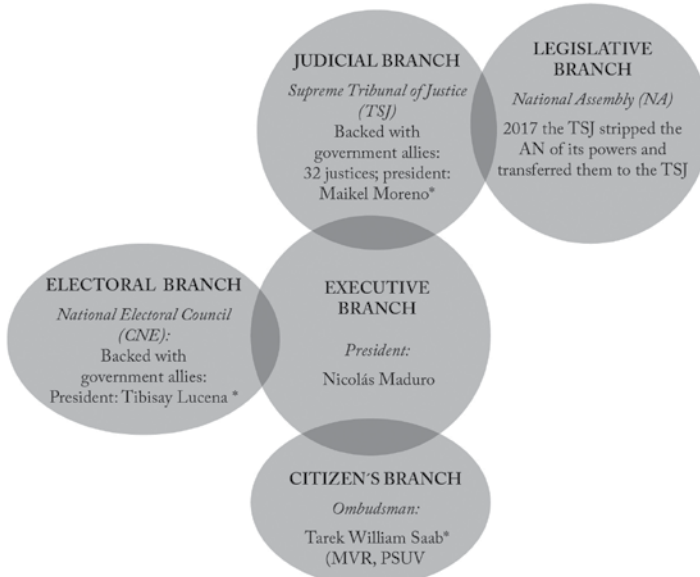 JUDICIAL BRANCH
Supreme Tribunal of Justice
(TSJ)
Backed with
government allies:
32 justices; president:
Maikel Moreno*
LEGISLATIVE
BRANCH
National Assembly (NA)
2017 the TSJ stripped the
AN of its powers and
transferred them to the TSJ
ELECTORAL BRANCH
National Electoral Council
(CNE):
Backed with
government allies:
President: Tibisay Lucena *
EXECUTIVE
BRANCH
President:
Nicolás Maduro
CITIZEN´S BRANCH
Ombudsman:
Tarek William Saab*
(MVR, PSUV